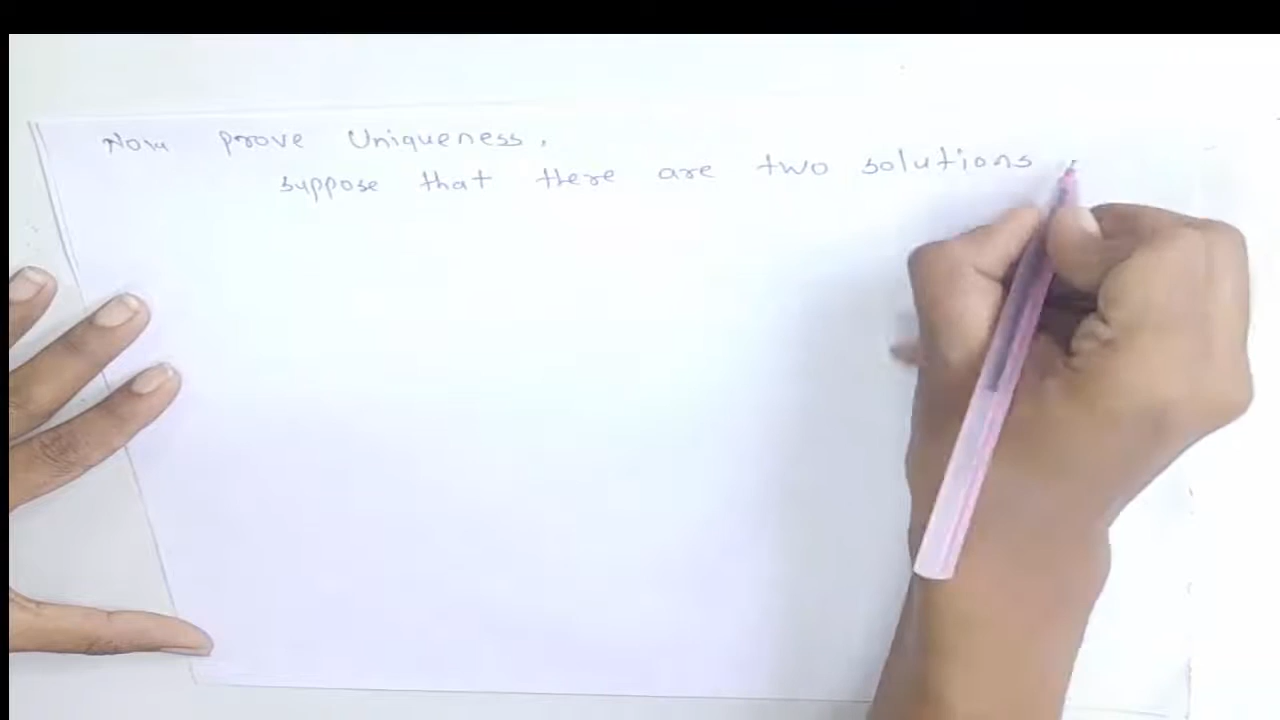 Now prove Uniqueness,
suppose that there are two solutions